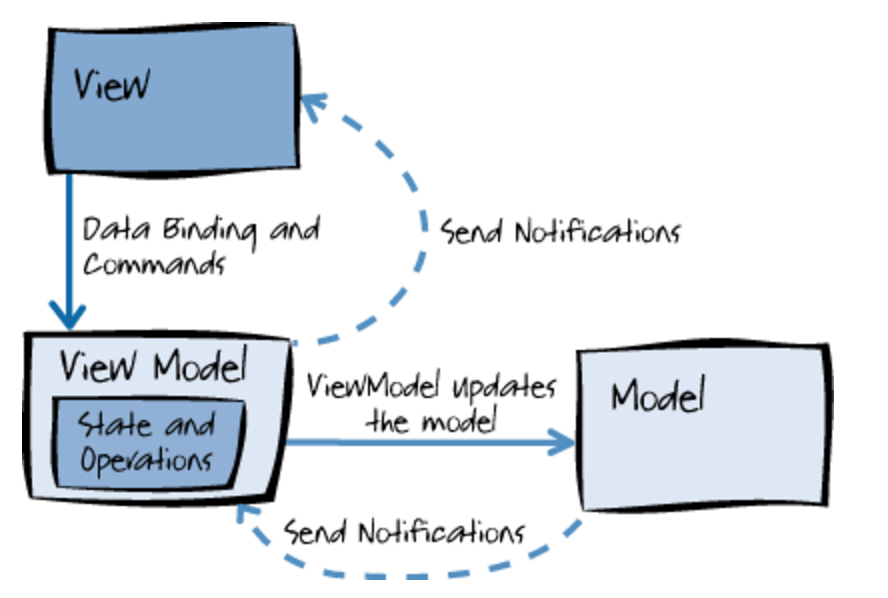 View
Data Binding and
Commands
Send Notifications
View Model
State and
Operations
ViewModel updates
the model
Model
Send Notifications